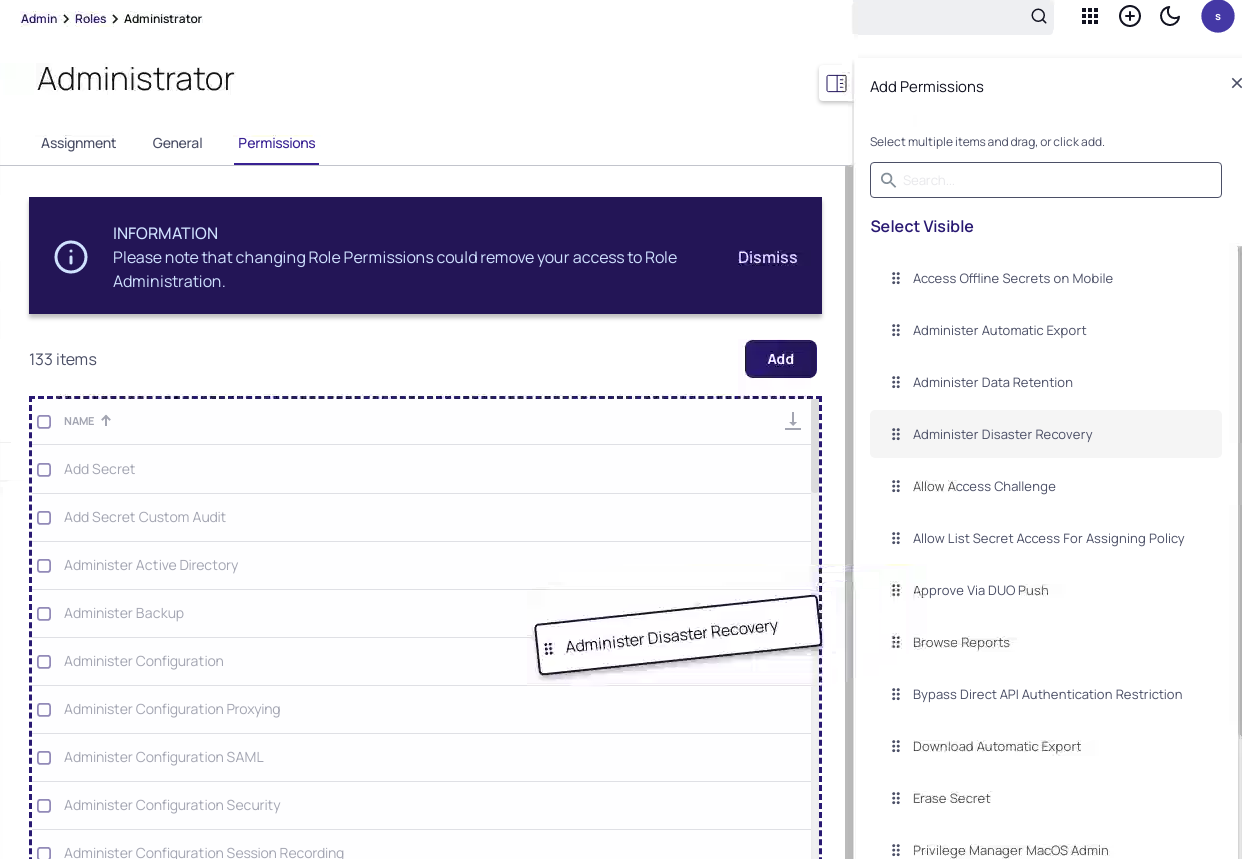 Admin > Roles > Administrator
s
Administrator
Assignment General Permissions
INFORMATION
Please note that changing Role Permissions could remove your access to Role
Administration.
Dismiss
133 items
Add
NAME
Add Secret
Add Secret Custom Audit
Administer Active Directory
Administer Backup
Administer Configuration
Administer Configuration Proxying
Administer Configuration SAML
Administer Configuration Security
Administer Configuration Session Recording
Administer Disaster Recovery
Add Permissions
Select multiple items and drag, or click add.
Search...
Select Visible
Access Offline Secrets on Mobile
Administer Automatic Export
Administer Data Retention
Administer Disaster Recovery
Allow Access Challenge
Allow List Secret Access For Assigning Policy
Approve Via DUO Push
Browse Reports
Bypass Direct API Authentication Restriction
Download Automatic Export
Erase Secret
Privilege Manager MacOS Admin